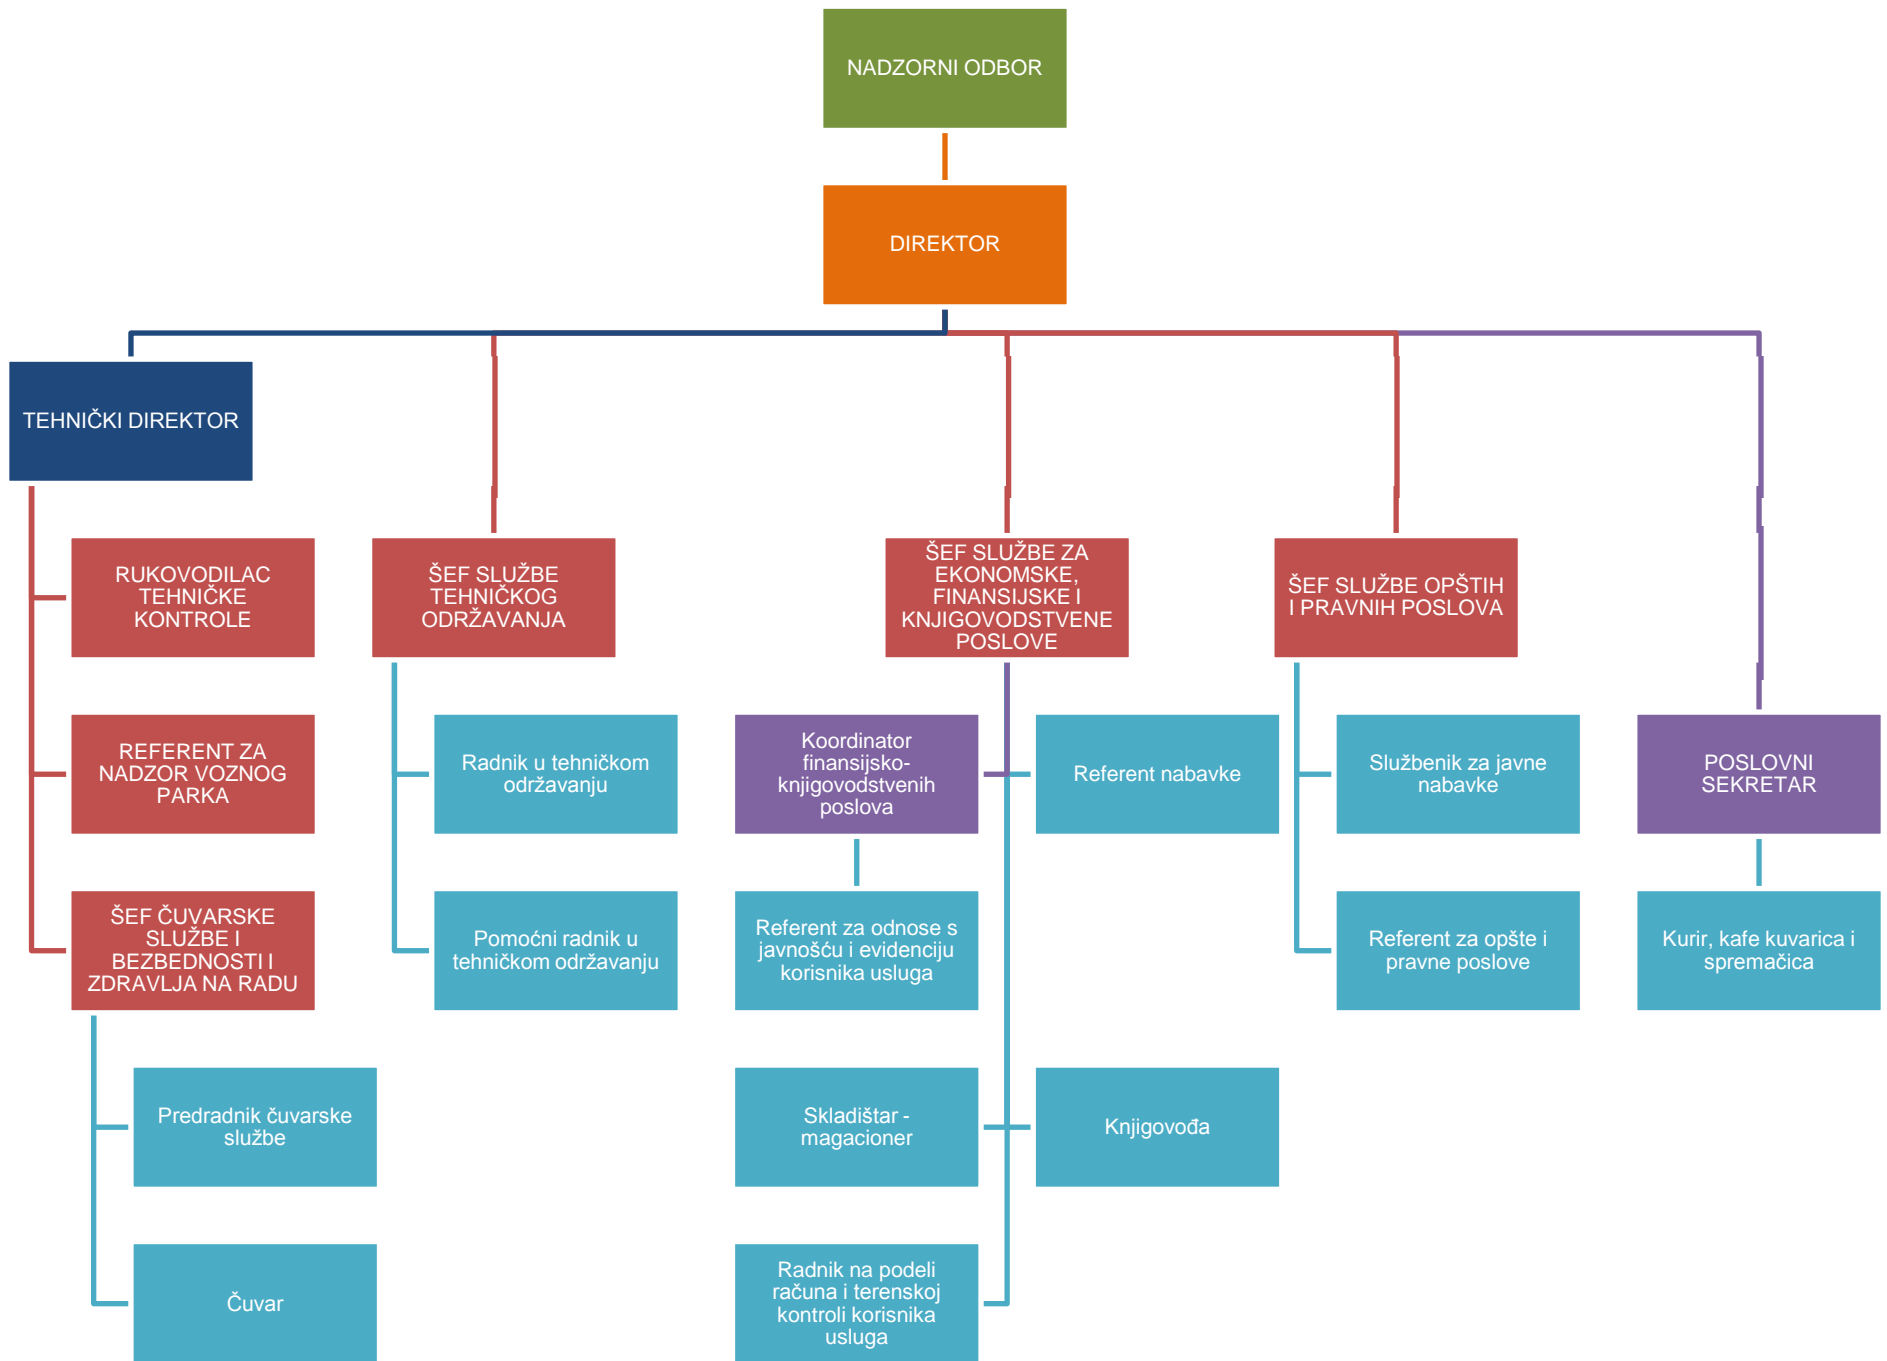 NADZORNI ODBOR
DIREKTOR
TEHNIČKI DIREKTOR
RUKOVODILAC
TEHNIČKE
KONTROLE
ŠEF SLUŽBE
TEHNIČKOG
ODRŽAVANJA
ŠEF SLUŽBE ZA
EKONOMSKE,
FINANSIJSKE I
KNJIGOVODSTVENE
POSLOVE
ŠEF SLUŽBE OPŠTIH
I PRAVNIH POSLOVA
REFERENT ZA
NADZOR VOZNOG
PARKA
Radnik u tehničkom
održavanju
Koordinator
finansijsko-
knjigovodstvenih
poslova
Referent nabavke
Službenik za javne
nabavke
POSLOVNI
SEKRETAR
ŠEF ČUVARSKE
SLUŽBE I
BEZBEDNOSTI I
ZDRAVLJA NA RADU
Pomoćni radnik u
tehničkom održavanju
Referent za odnose s
javnošću i evidenciju
korisnika usluga
Referent za opšte i
pravne poslove
Kurir, kafe kuvarica i
spremačica
Predradnik čuvarske
službe
Skladištar -
magacioner
Knjigovođa
Čuvar
Radnik na podeli
računa i terenskoj
kontroli korisnika
usluga